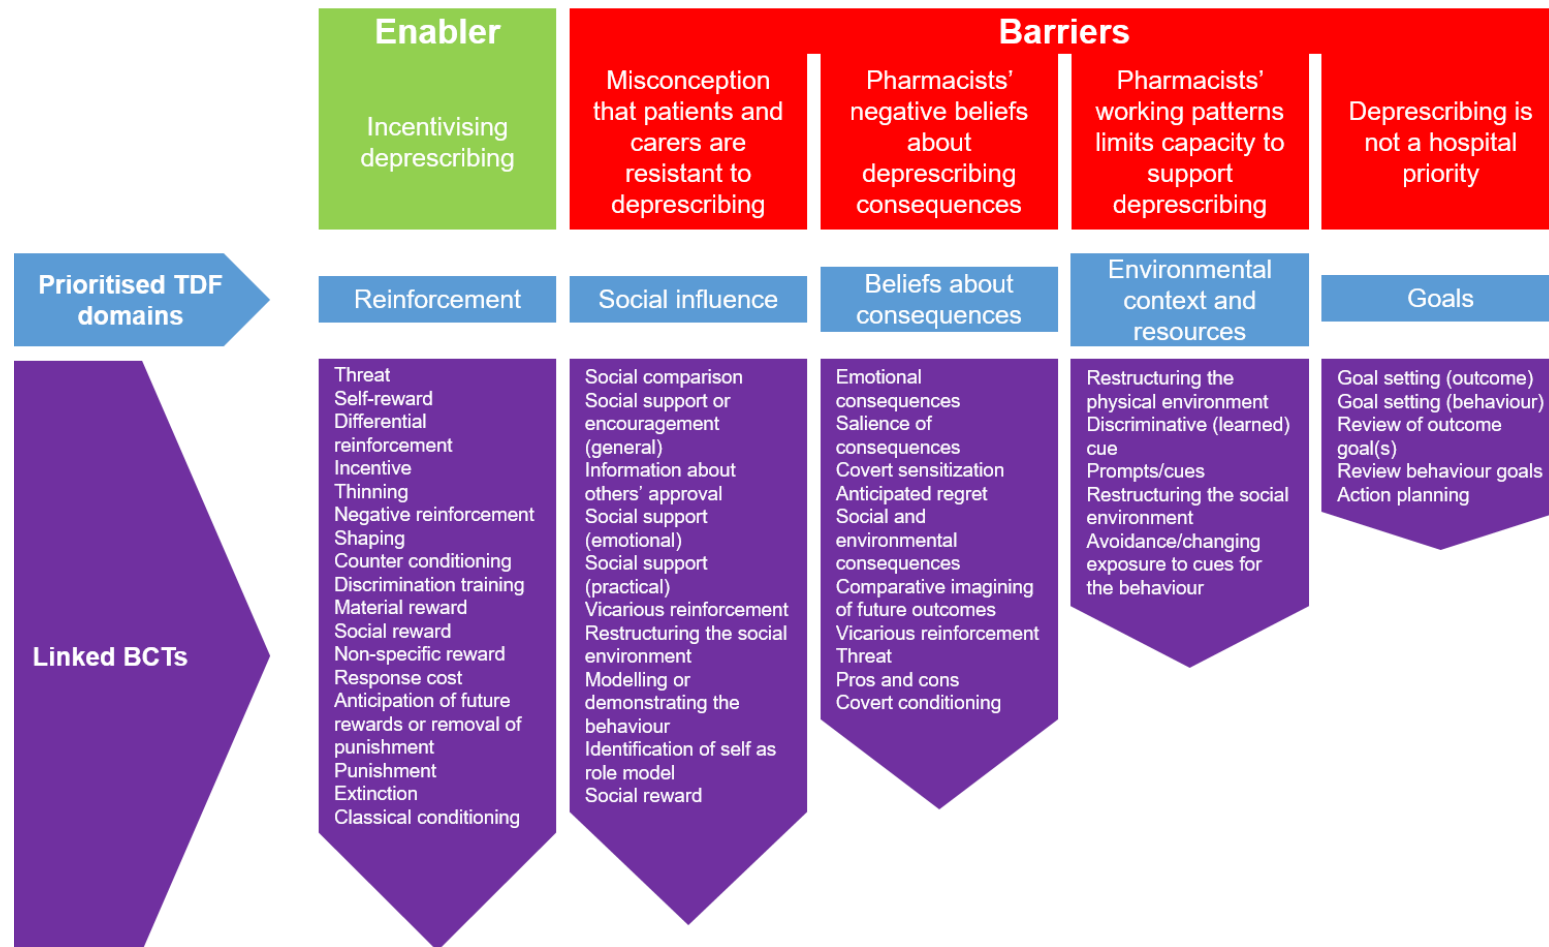 Enabler
Barriers
Incentivising
deprescribing
Misconception
that patients and
carers are
resistant to
deprescribing
Pharmacists’
negative beliefs
about
deprescribing
consequences
Pharmacists’
working patterns
limits capacity to
support
deprescribing
Deprescribing is
not a hospital
priority
Prioritised TDF
domains
Reinforcement
Social influence
Beliefs about
consequences
Environmental
context and
resources
Goals
Linked BCTs
Threat
Self-reward
Differential
reinforcement
Incentive
Thinning
Negative reinforcement
Shaping
Counter conditioning
Discrimination training
Material reward
Social reward
Non-specific reward
Response cost
Anticipation of future
rewards or removal of
punishment
Punishment
Extinction
Classical conditioning
Social comparison
Social support or
encouragement
(general)
Information about
others’ approval
Social support
(emotional)
Social support
(practical)
Vicarious reinforcement
Restructuring the social
environment
Modelling or
demonstrating the
behaviour
Identification of self as
role model
Social reward
Emotional
consequences
Salience of
consequences
Covert sensitization
Anticipated regret
Social and
environmental
consequences
Comparative imagining
of future outcomes
Vicarious reinforcement
Threat
Pros and cons
Covert conditioning
Restructuring the
physical environment
Discriminative (learned)
cue
Prompts/cues
Restructuring the social
environment
Avoidance/changing
exposure to cues for
the behaviour
Goal setting (outcome)
Goal setting (behaviour)
Review of outcome
goal(s)
Review behaviour goals
Action planning